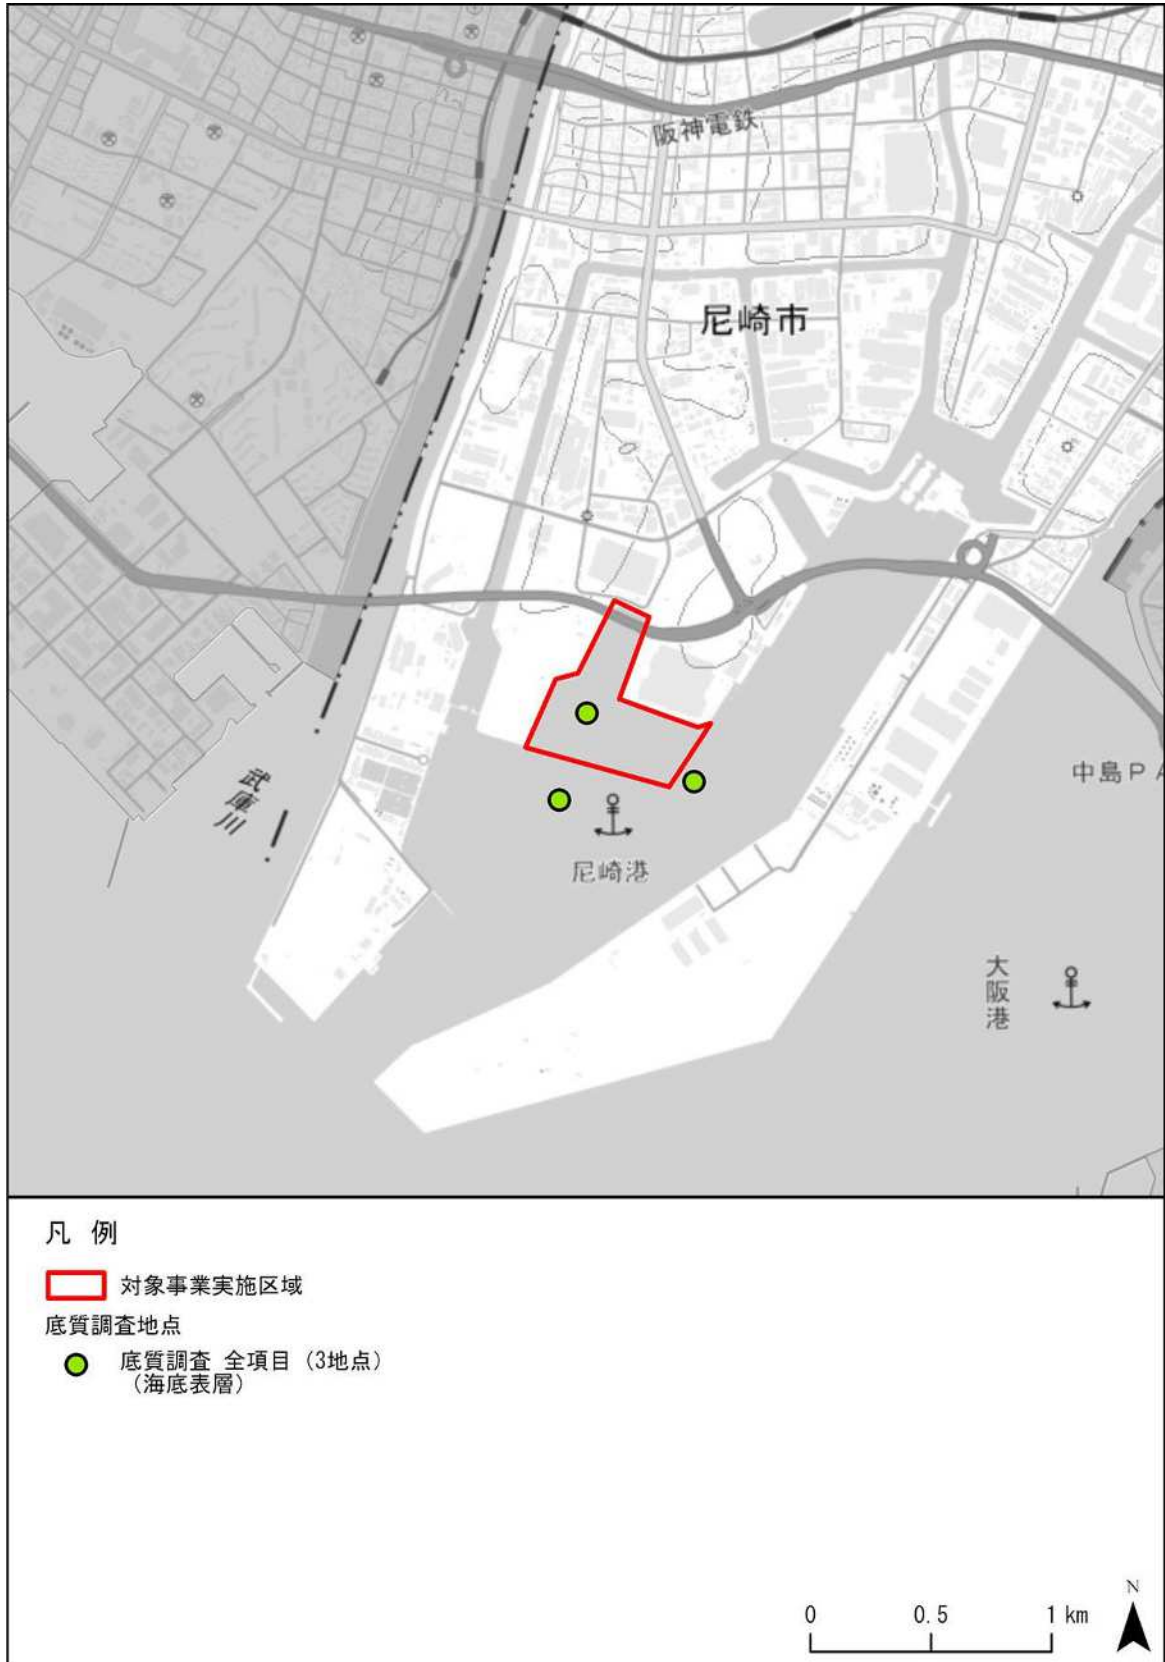 阪神電鉄
尼崎市
武庫川
中島PA
尼崎港
大阪港
凡 例
対象事業実施区域
底質調査地点
底質調査 全項目（3地点）
（海底表層）
N
0 0.5 1 km